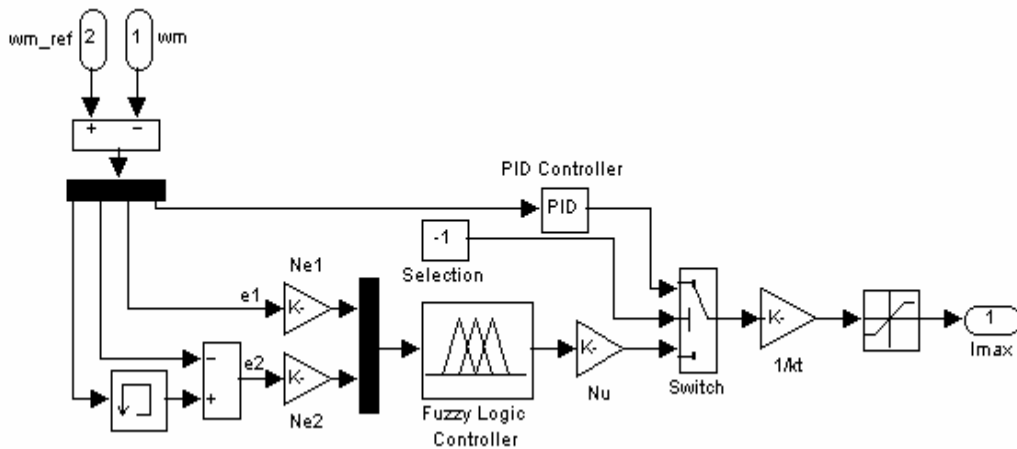 wm_ref 2 1 wm
+ −
PID Controller
PID
-1
Selection
Ne1
e1 K-
−
+
e2 K-
Ne2
Fuzzy Logic
Controller
K-
Nu
Switch
K-
1/kt
1
Imax